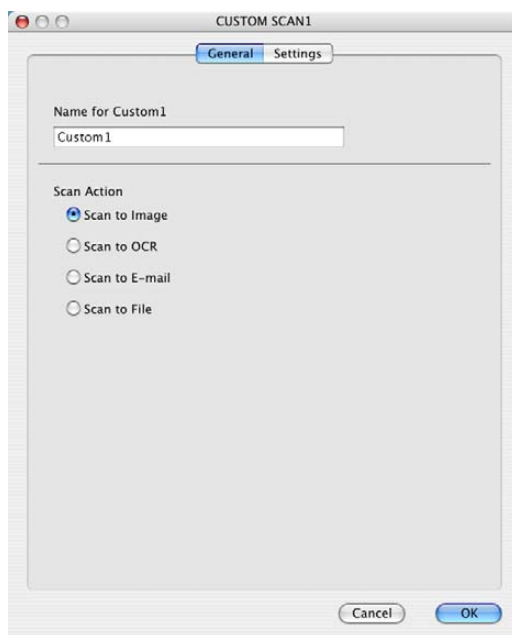 CUSTOM SCAN1
General Settings
Name for Custom1
Custom1
Scan Action
Scan to Image
Scan to OCR
Scan to E-mail
Scan to File
Cancel OK